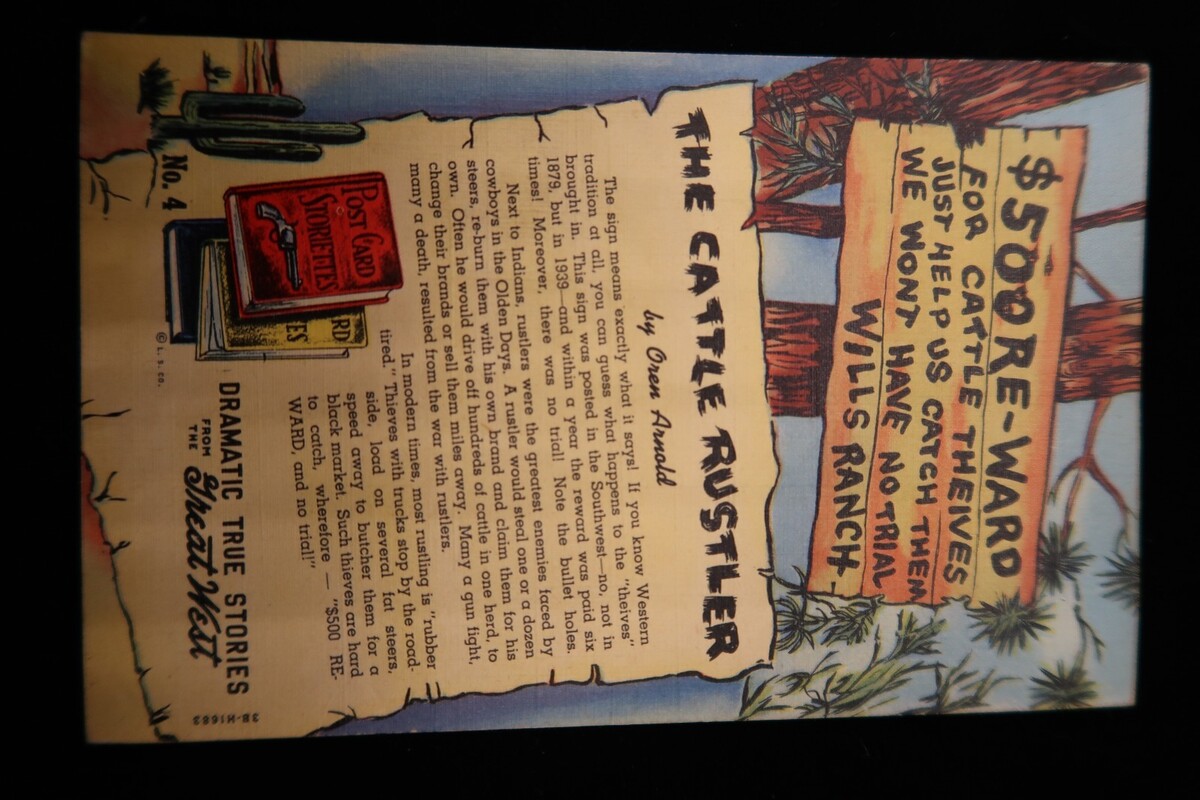 $500 RE-WARD
FOR CATTLE THEIVES
JUST HELP US CATCH THEM
WE WONT HAVE NO TRIAL
WILLS RANCH
THE CATTLE RUSTLER
by Oren Arnold
The sign means exactly what it says! If you know Western
tradition at all, you can guess what happens to the "theives"
brought in. This sign was posted in the Southwest—no, not in
1879, but in 1939—and within a year the reward was paid six
times! Moreover, there was no trial! Note the bullet holes.
Next to Indians, rustlers were the greatest enemies faced by
cowboys in the Olden Days. A rustler would steal one or a dozen
steers, re-burn them with his own brand and claim them for his
own. Often he would drive off hundreds of cattle in one herd, to
change their brands or sell them miles away. Many a gun fight,
many a death, resulted from the war with rustlers.
In modern times, most rustling is "rubber
tired." Thieves with trucks stop by the road-
side, load on several fat steers,
speed away to butcher them for a
black market. Such thieves are hard
to catch, wherefore — "$500 RE-
WARD, and no trial!"
POST CARD
STORIETTES
RD
ES
No. 4
© L. S. CO.
DRAMATIC TRUE STORIES
FROM THE Great West
3B-H1683